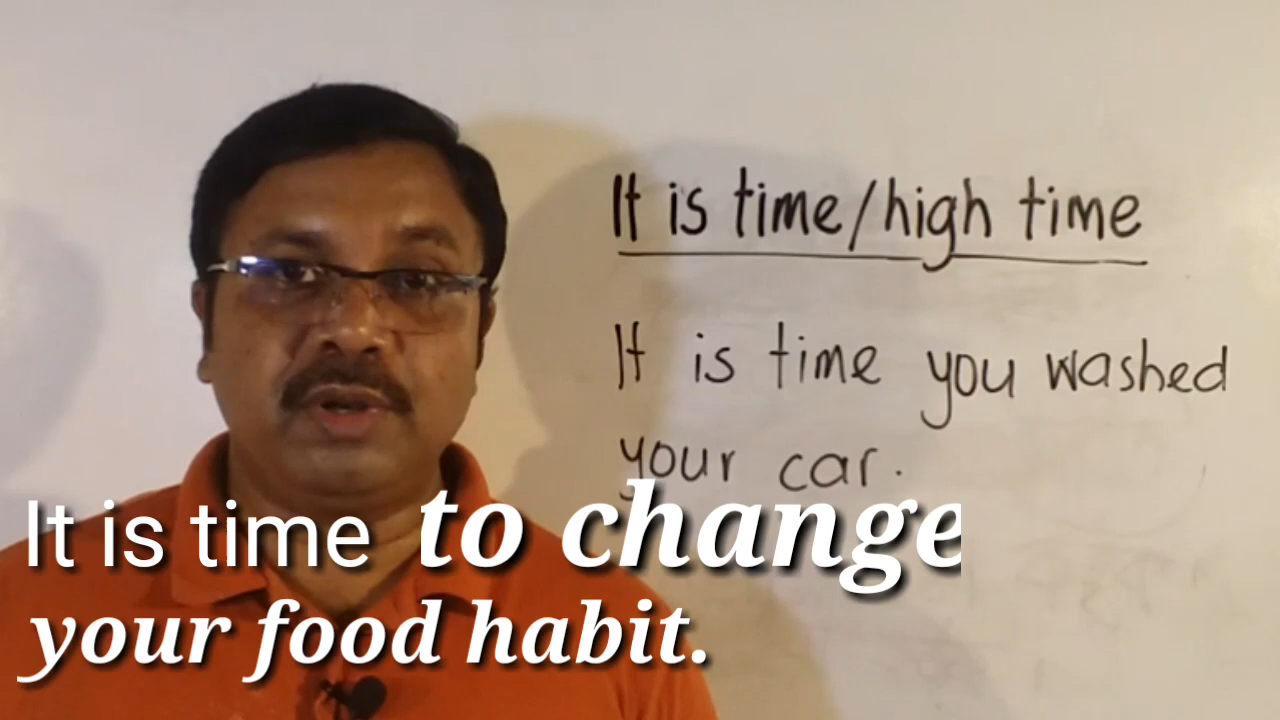 It is time/high time
It is time you washed
your car.
It is time to change
your food habit.